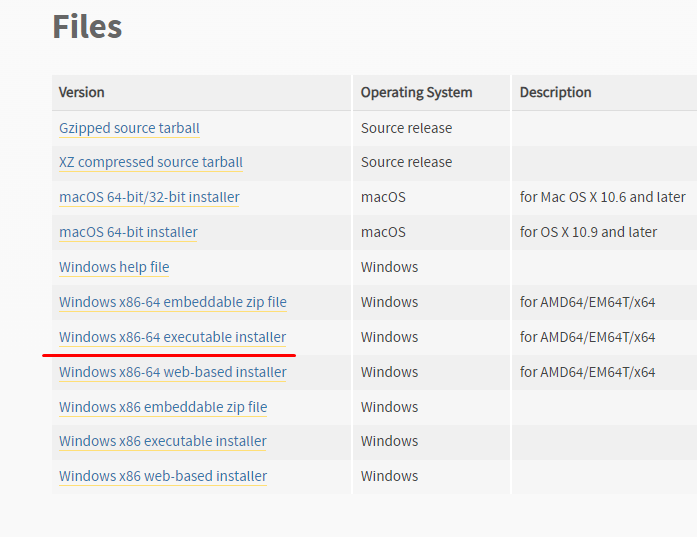 Files
Version Operating System Description
Gzipped source tarball Source release
XZ compressed source tarball Source release
macOS 64-bit/32-bit installer macOS for Mac OS X 10.6 and later
macOS 64-bit installer macOS for OS X 10.9 and later
Windows help file Windows
Windows x86-64 embeddable zip file Windows for AMD64/EM64T/x64
Windows x86-64 executable installer Windows for AMD64/EM64T/x64
Windows x86-64 web-based installer Windows for AMD64/EM64T/x64
Windows x86 embeddable zip file Windows
Windows x86 executable installer Windows
Windows x86 web-based installer Windows